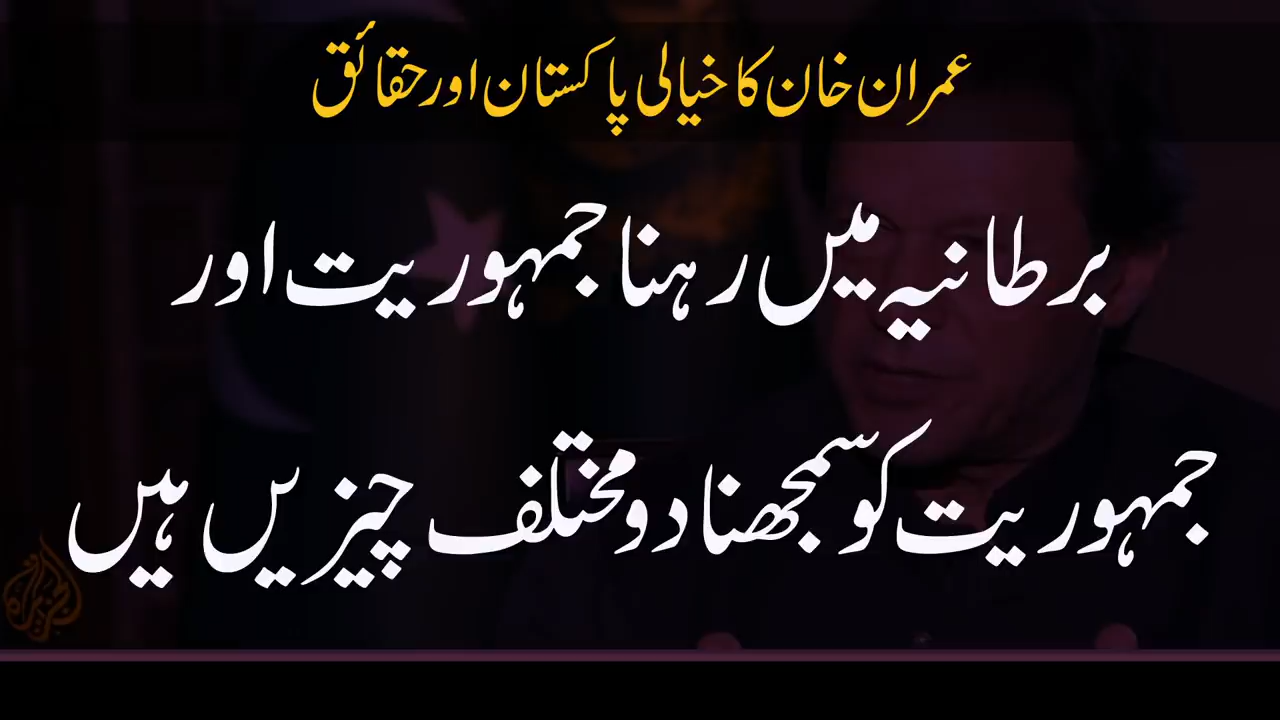 عمران خان کا خیالی پاکستان اور حقائق
برطانیہ میں رہنا جمہوریت اور
جمہوریت کو سمجھنا دو مختلف چیزیں ہیں
الجزيرة